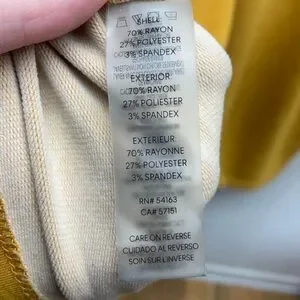 SHELL:
70% RAYON
27% POLYESTER
3% SPANDEX
EXTERIOR:
70% RAYON
27% POLIÉSTER
3% SPANDEX
EXTERIEUR:
70% RAYONNE
27% POLYESTER
3% SPANDEX
RN# 54163
CA# 57151
CARE ON REVERSE
CUIDADO AL REVERSO
SOIN SUR L'INVERSE